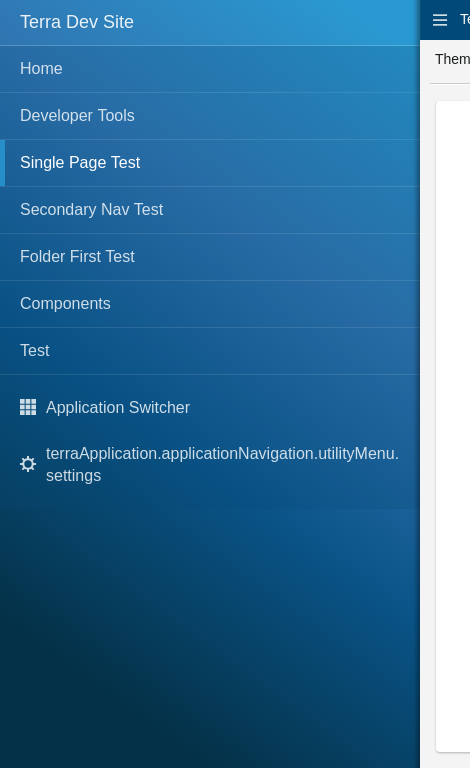 Terra Dev Site
Home
Developer Tools
Single Page Test
Secondary Nav Test
Folder First Test
Components
Test
Application Switcher
terraApplication.applicationNavigation.utilityMenu.
settings
Te
Them